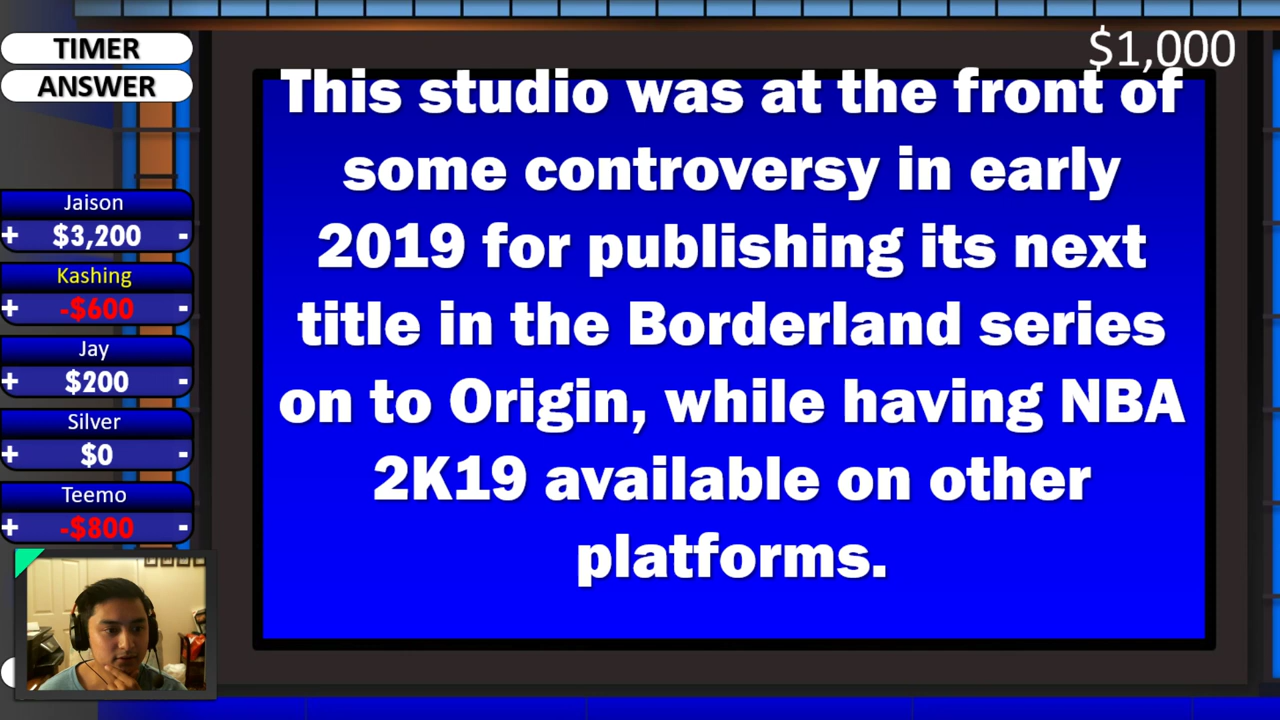 TIMER
ANSWER
$1,000
This studio was at the front of
some controversy in early
2019 for publishing its next
title in the Borderland series
on to Origin, while having NBA
2K19 available on other
platforms.
Jaison
+ $3,200 -
Kashing
+ -$600 -
Jay
+ $200 -
Silver
+ $0 -
Teemo
+ -$800 -